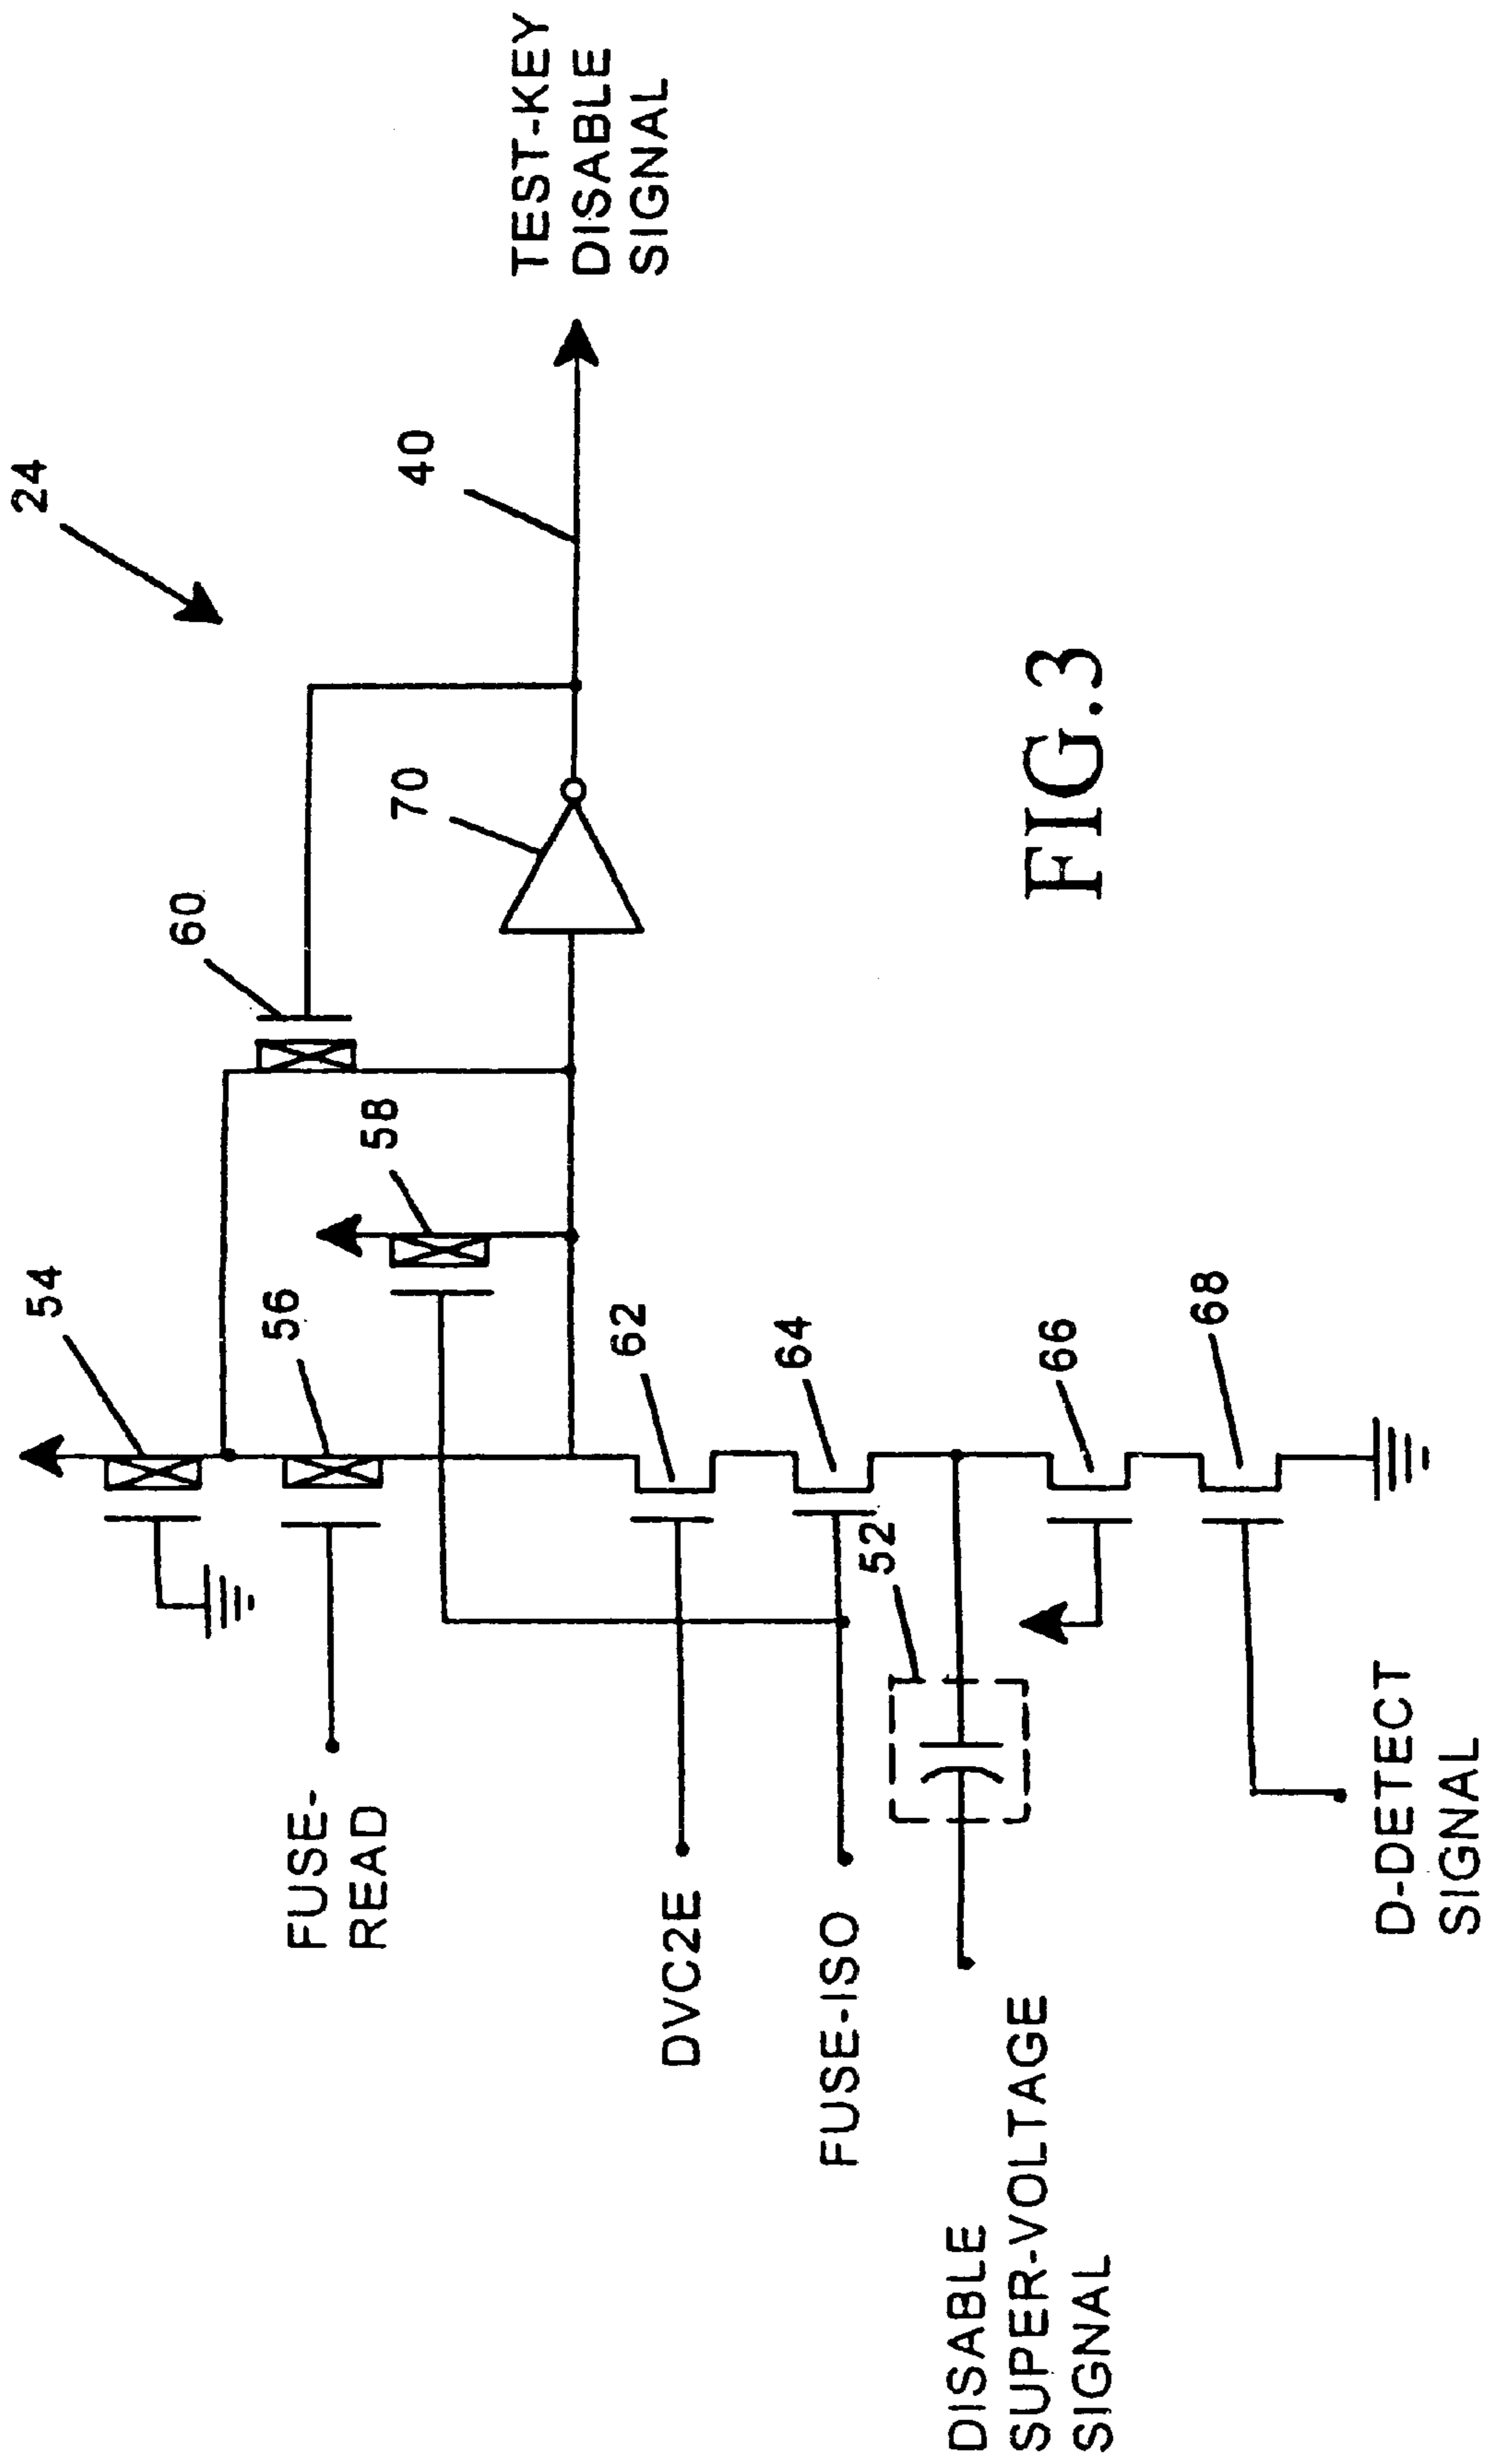 24
54
56
58
60
70
40
TEST-KEY
DISABLE
SIGNAL
FUSE-
READ
62
DVC2E
64
FUSE-ISO
52
66
DISABLE
SUPER-VOLTAGE
SIGNAL
68
D-DETECT
SIGNAL
FIG.3